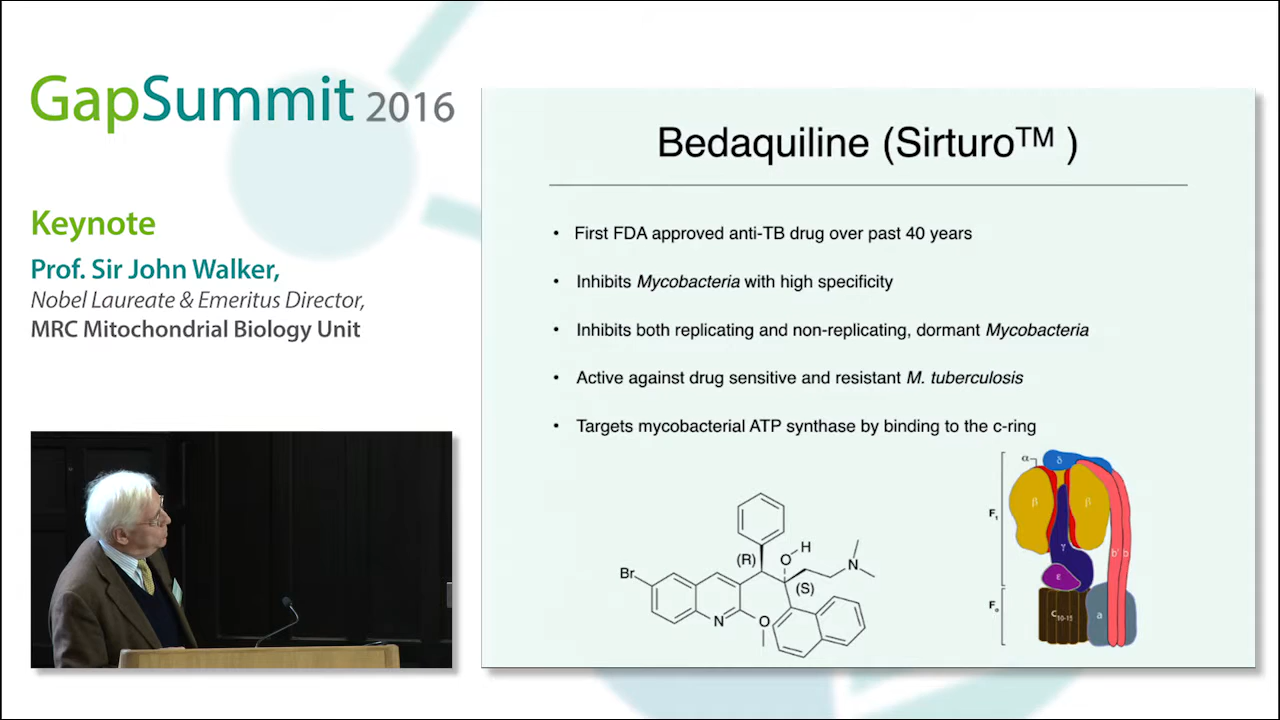 GapSummit 2016
Keynote
Prof. Sir John Walker,
Nobel Laureate & Emeritus Director,
MRC Mitochondrial Biology Unit
Bedaquiline (Sirturo™ )
• First FDA approved anti-TB drug over past 40 years
• Inhibits Mycobacteria with high specificity
• Inhibits both replicating and non-replicating, dormant Mycobacteria
• Active against drug sensitive and resistant M. tuberculosis
• Targets mycobacterial ATP synthase by binding to the c-ring
Br
N
O
(R)
O
H
(S)
N
α
δ
β
β
F₁
γ
b' b
ε
F₀
C₁₀₋₁₅
a